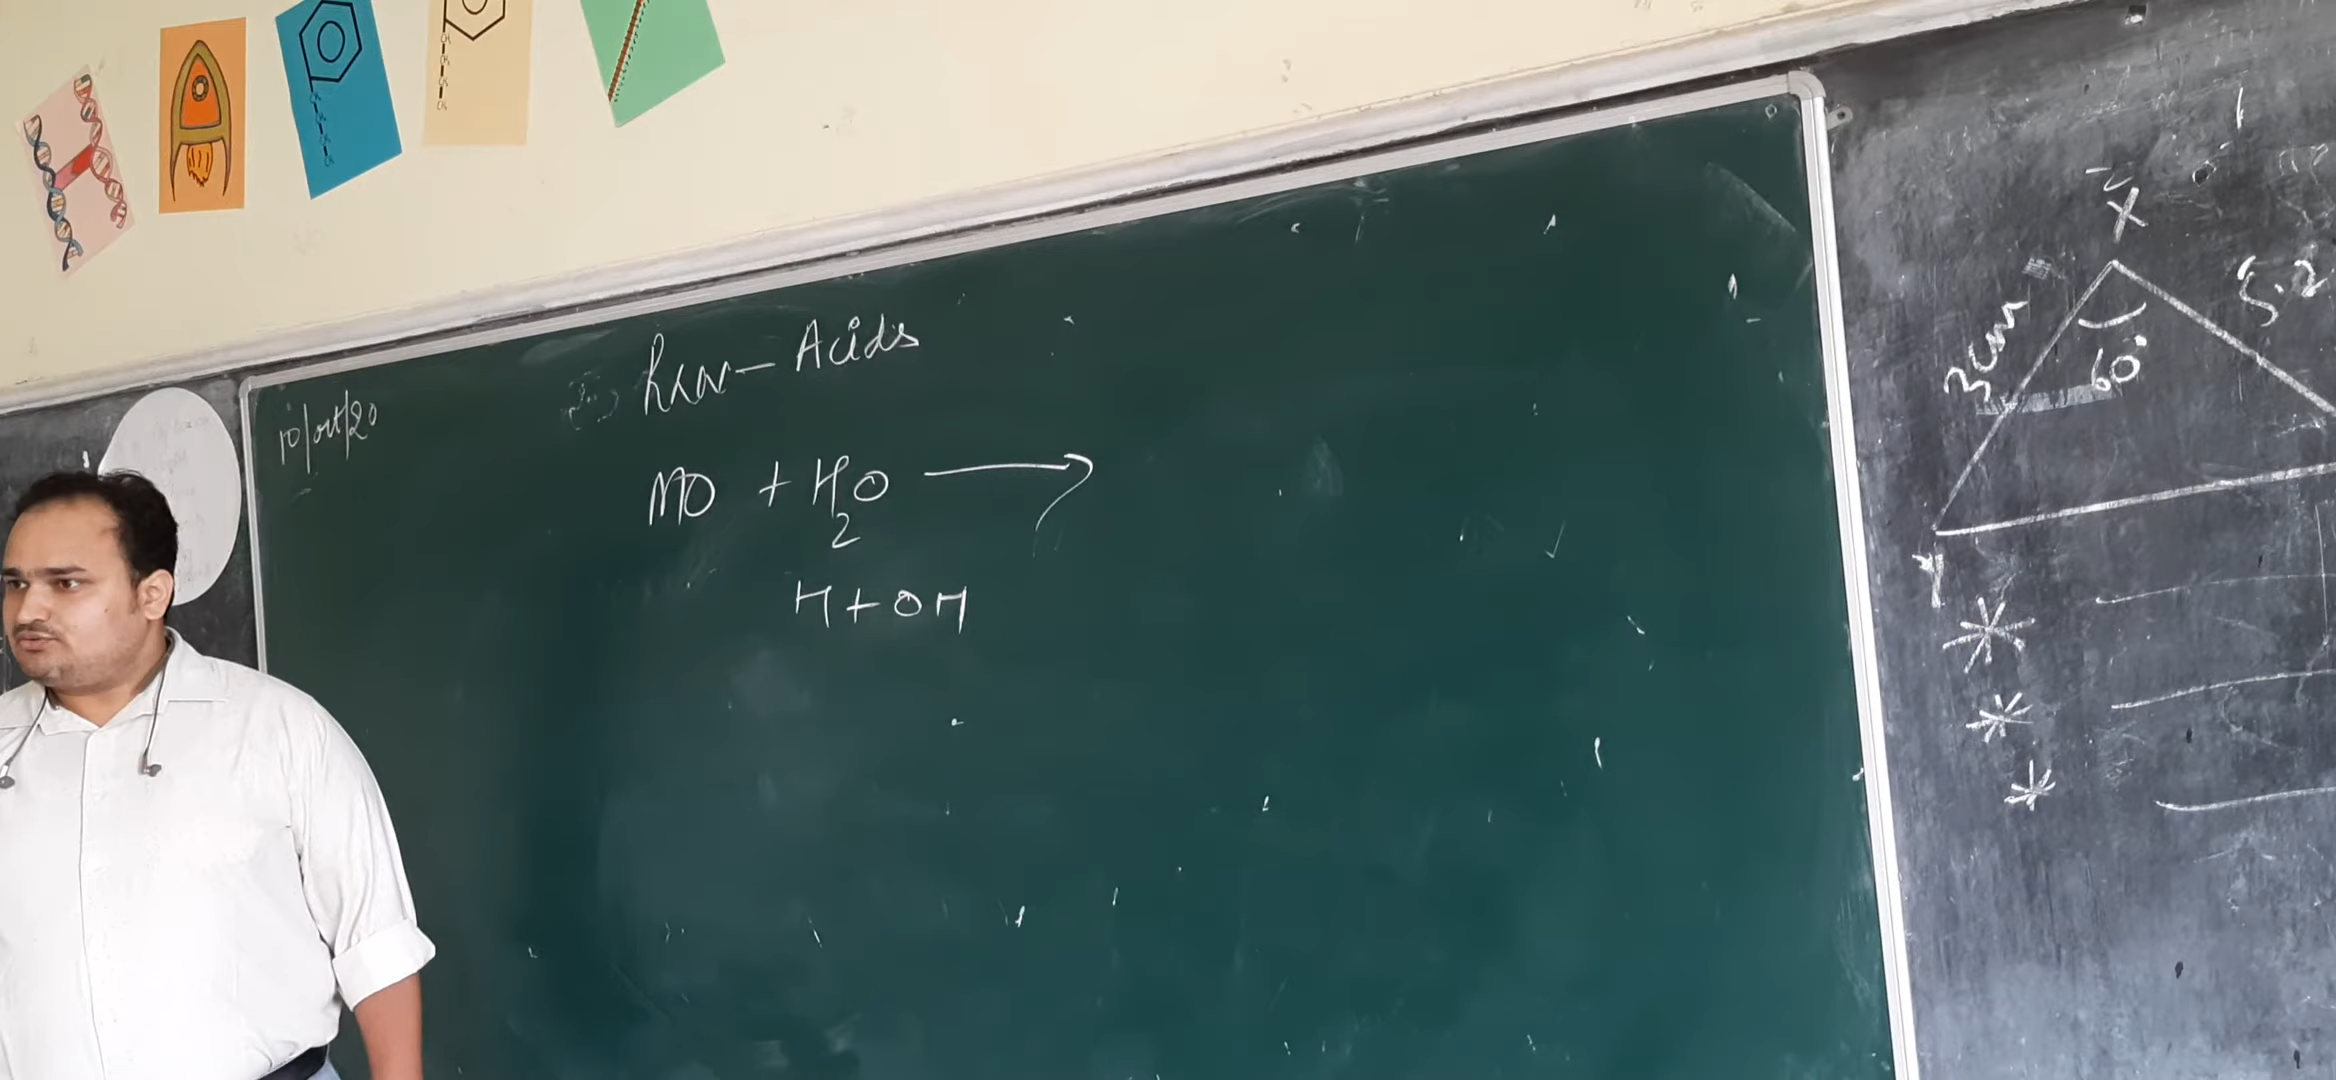 10/oct/20
Rxn - Acids
MO + H2O →
H + OH
X
3cm
60°
5.2
Y